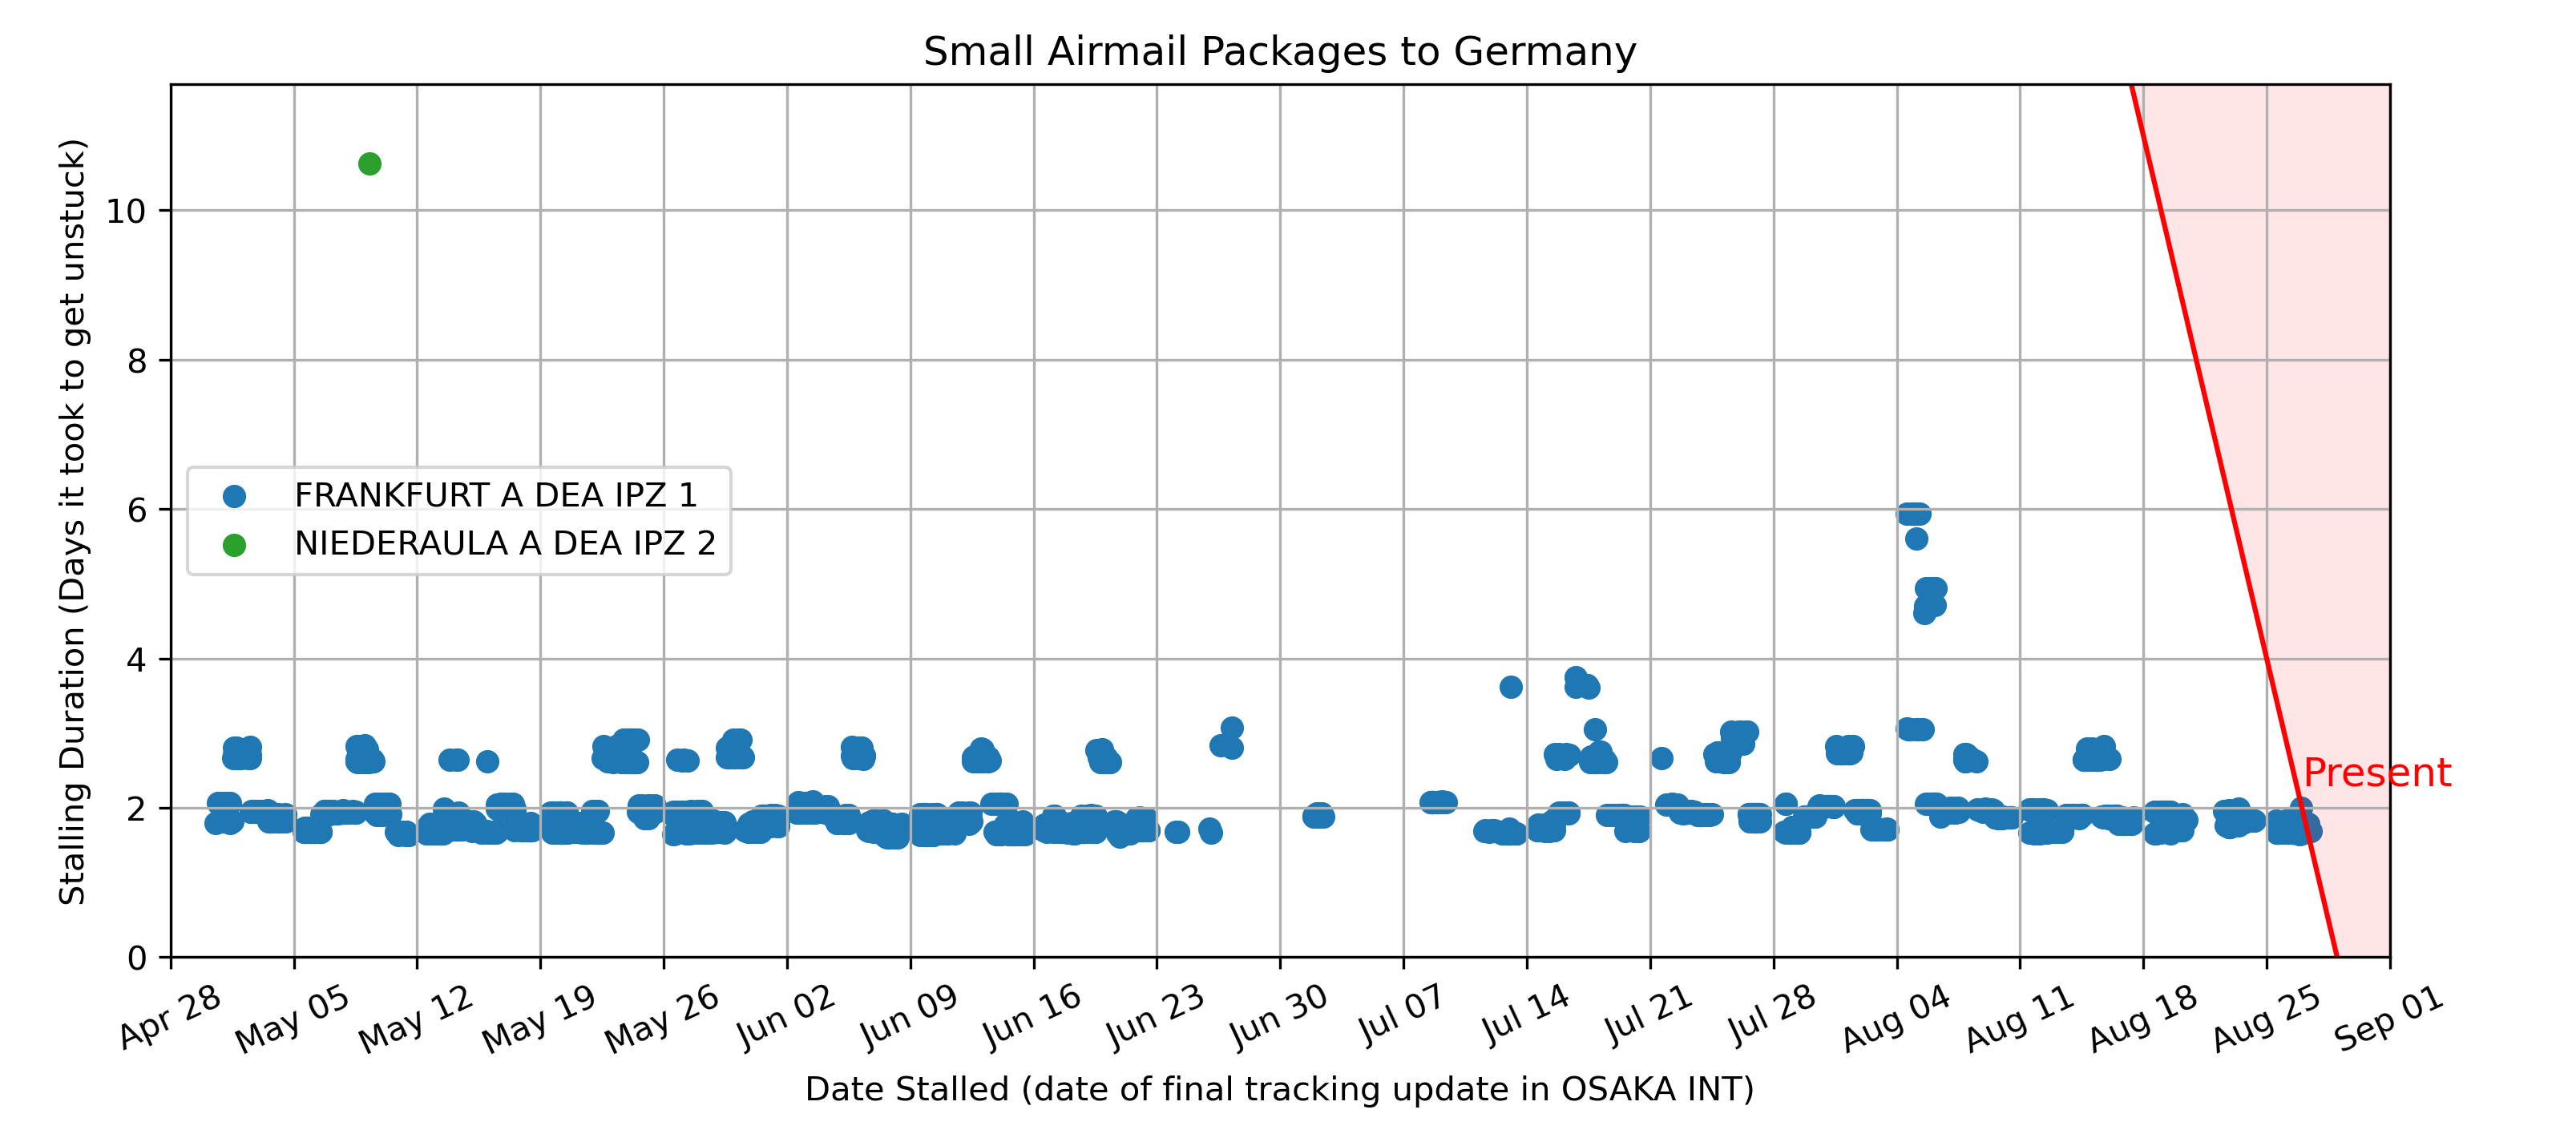 Small Airmail Packages to Germany
Stalling Duration (Days it took to get unstuck)
10
8
6
4
2
0
FRANKFURT A DEA IPZ 1
NIEDERAULA A DEA IPZ 2
Present
Apr 28
May 05
May 12
May 19
May 26
Jun 02
Jun 09
Jun 16
Jun 23
Jun 30
Jul 07
Jul 14
Jul 21
Jul 28
Aug 04
Aug 11
Aug 18
Aug 25
Sep 01
Date Stalled (date of final tracking update in OSAKA INT)